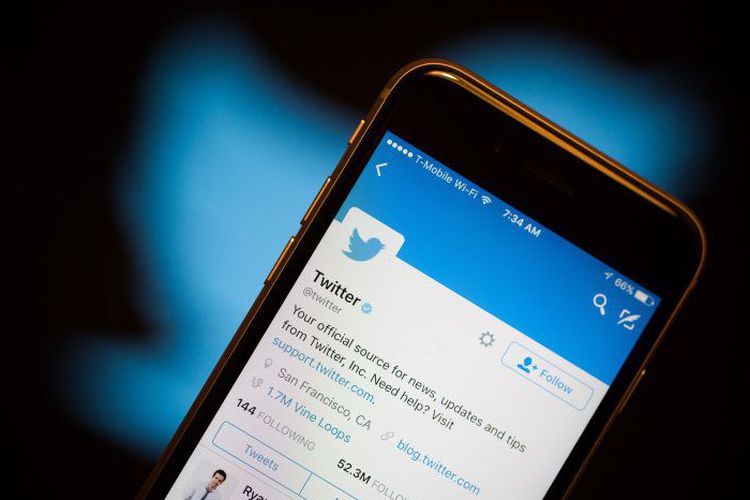 T-Mobile Wi-Fi 7:34 AM 66%
Twitter
@twitter
Follow
Your official source for news, updates and tips
from Twitter, Inc. Need help? Visit
support.twitter.com.
San Francisco, CA
blog.twitter.com
1.7M Vine Loops
144 FOLLOWING
52.3M
Tweets